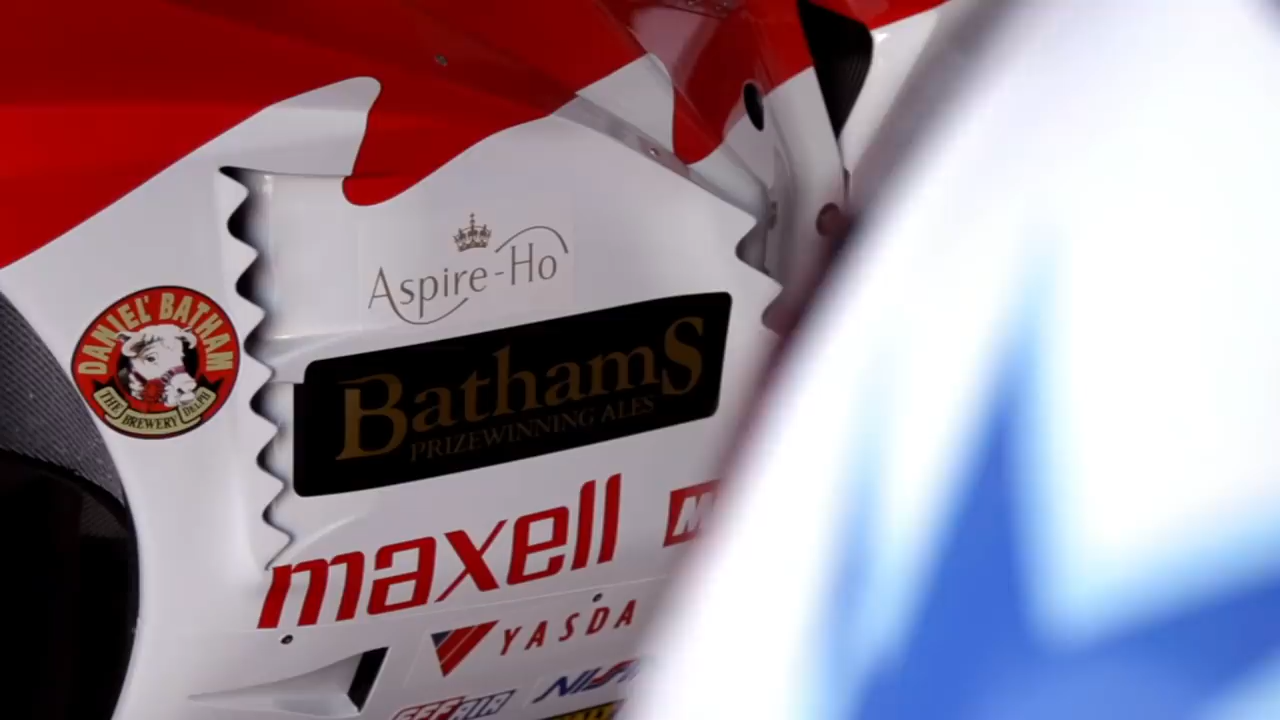 Aspire-Ho
DANIEL BATHAM
THE BREWERY DELPH
BathamS
PRIZEWINNING ALES
maxell
YASDA